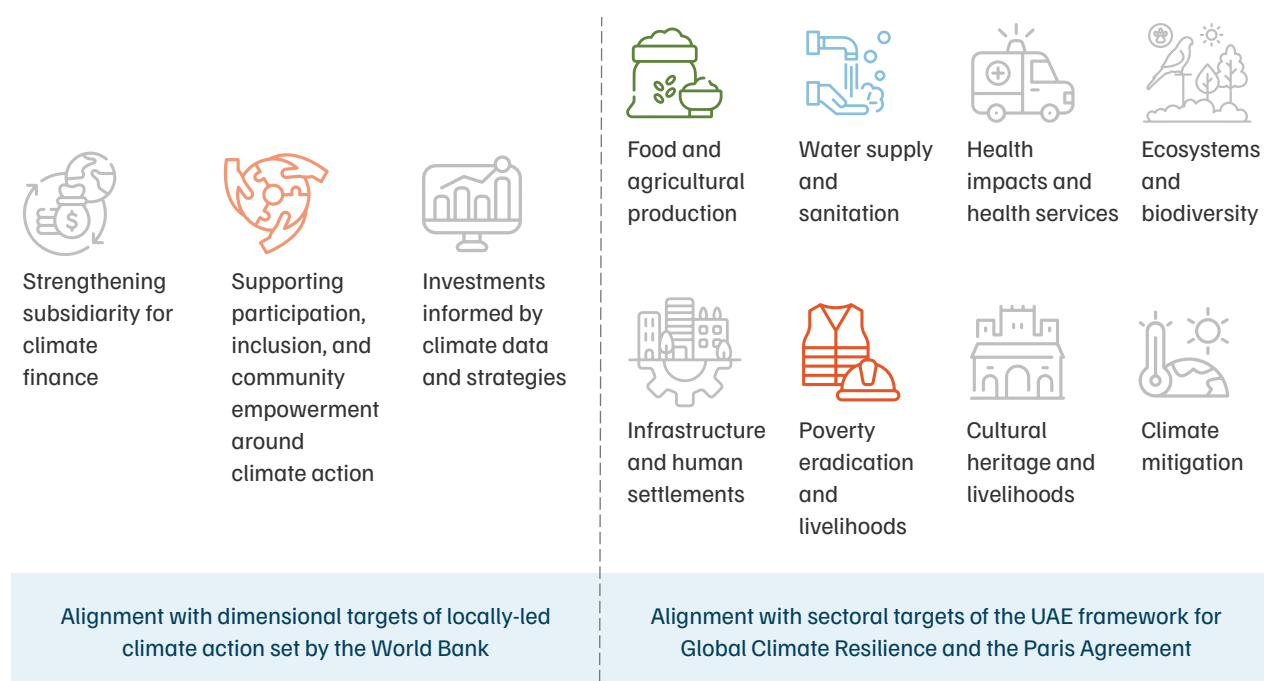 Strengthening
subsidiarity for
climate
finance
Supporting
participation,
inclusion, and
community
empowerment
around
climate action
Investments
informed by
climate data
and strategies
Alignment with dimensional targets of locally-led
climate action set by the World Bank
Food and
agricultural
production
Water supply
and
sanitation
Health
impacts and
health services
Ecosystems
and
biodiversity
Infrastructure
and human
settlements
Poverty
eradication
and
livelihoods
Cultural
heritage and
livelihoods
Climate
mitigation
Alignment with sectoral targets of the UAE framework for
Global Climate Resilience and the Paris Agreement